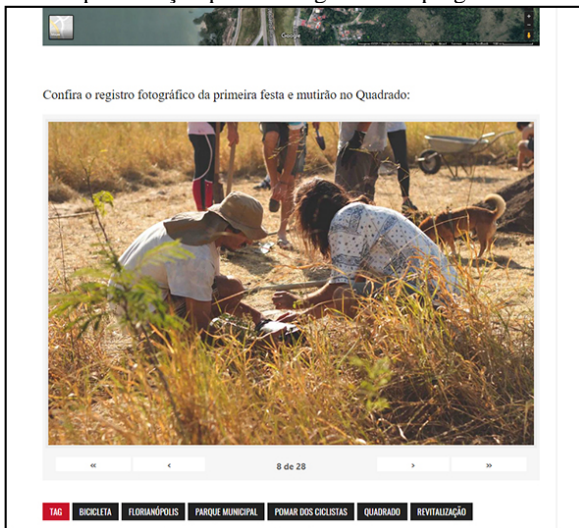 Google
Confira o registro fotográfico da primeira festa e mutirão no Quadrado:
« ‹ 8 de 28 › »
TAG BICICLETA FLORIANÓPOLIS PARQUE MUNICIPAL POMAR DOS CICLISTAS QUADRADO REVITALIZAÇÃO